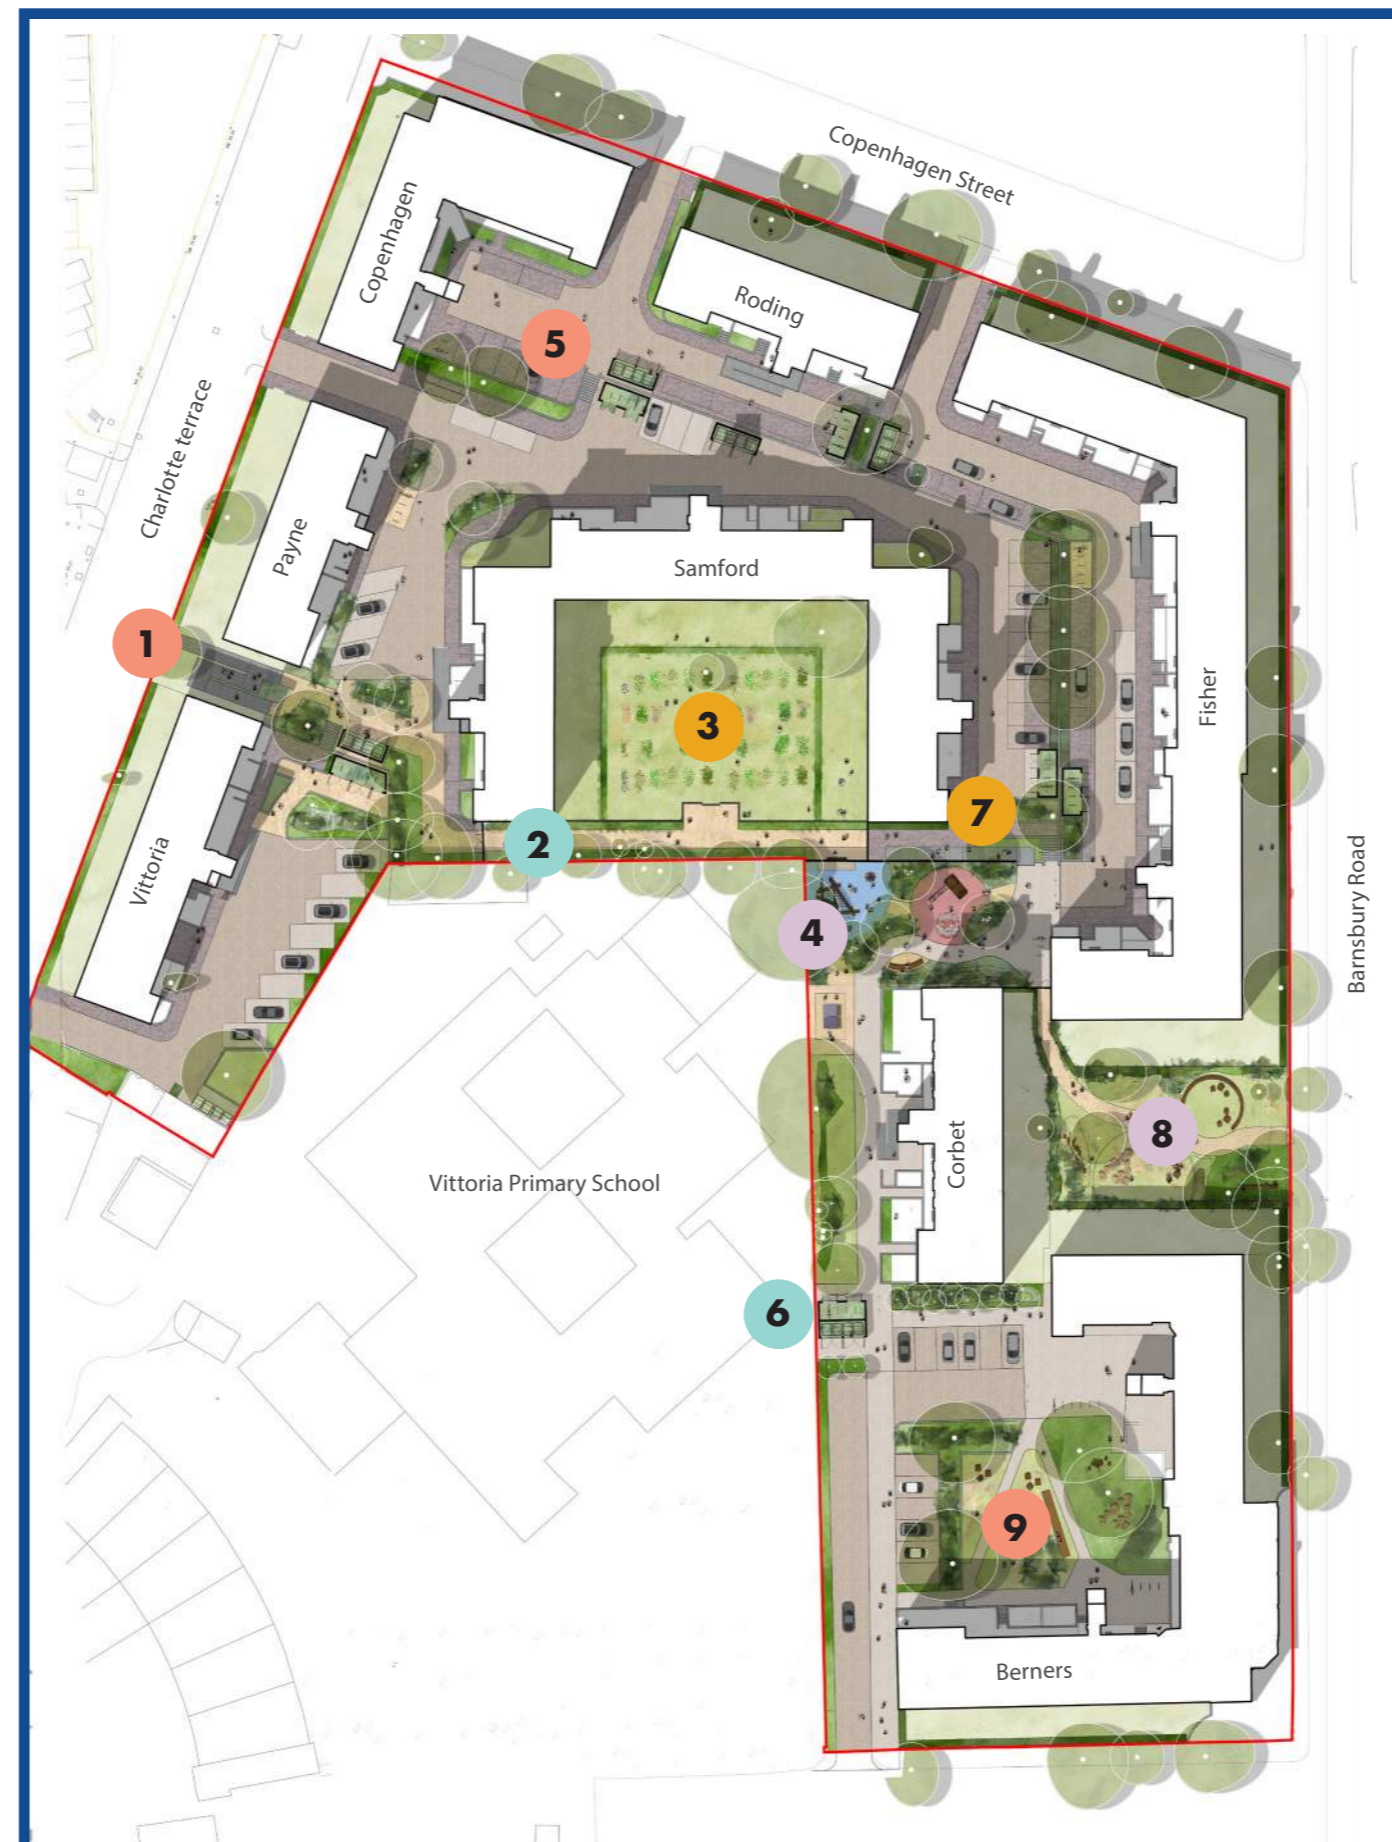 Copenhagen Street
Copenhagen
Roding
5
Charlotte terrace
Payne
Samford
1
3
Fisher
7
2
Vittoria
4
Barnsbury Road
8
Corbet
Vittoria Primary School
6
9
Berners